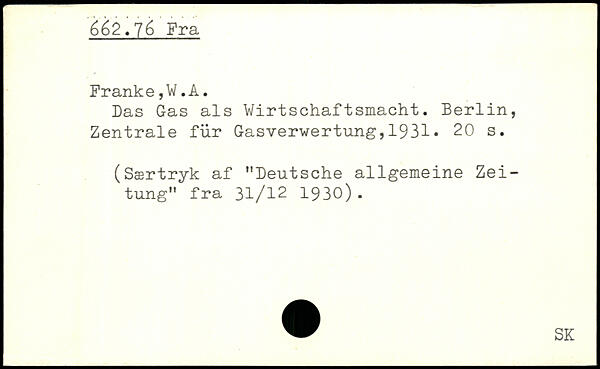 662.76 Fra
Franke,W.A.
Das Gas als Wirtschaftsmacht. Berlin,
Zentrale für Gasverwertung,1931. 20 s.
(Særtryk af "Deutsche allgemeine Zei-
tung" fra 31/12 1930).
SK